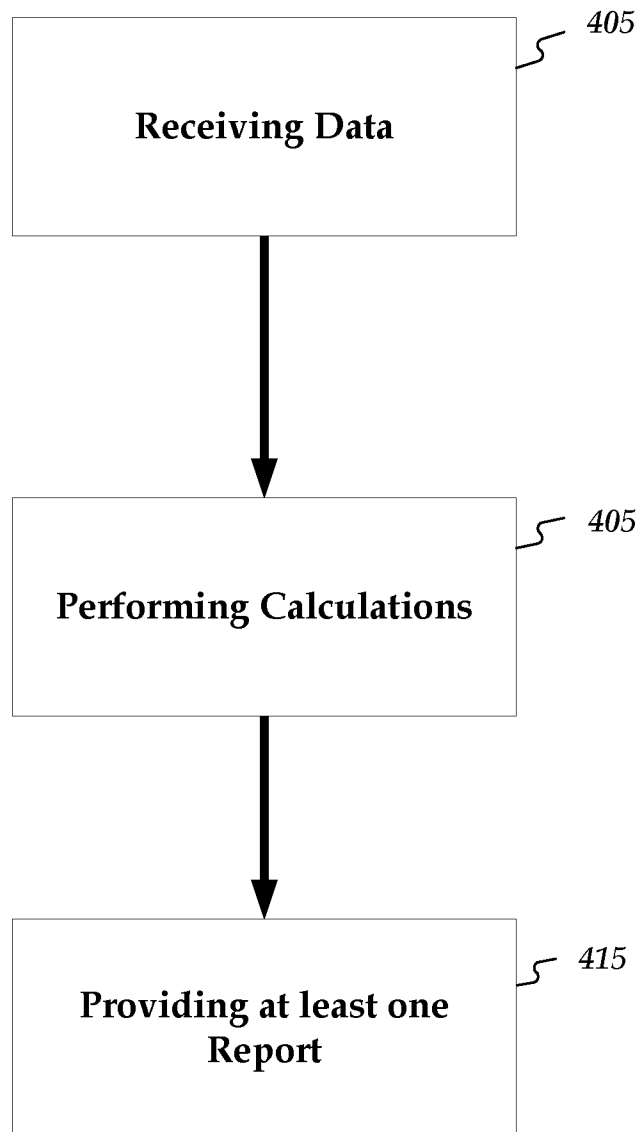 405
Receiving Data
405
Performing Calculations
415
Providing at least one
Report